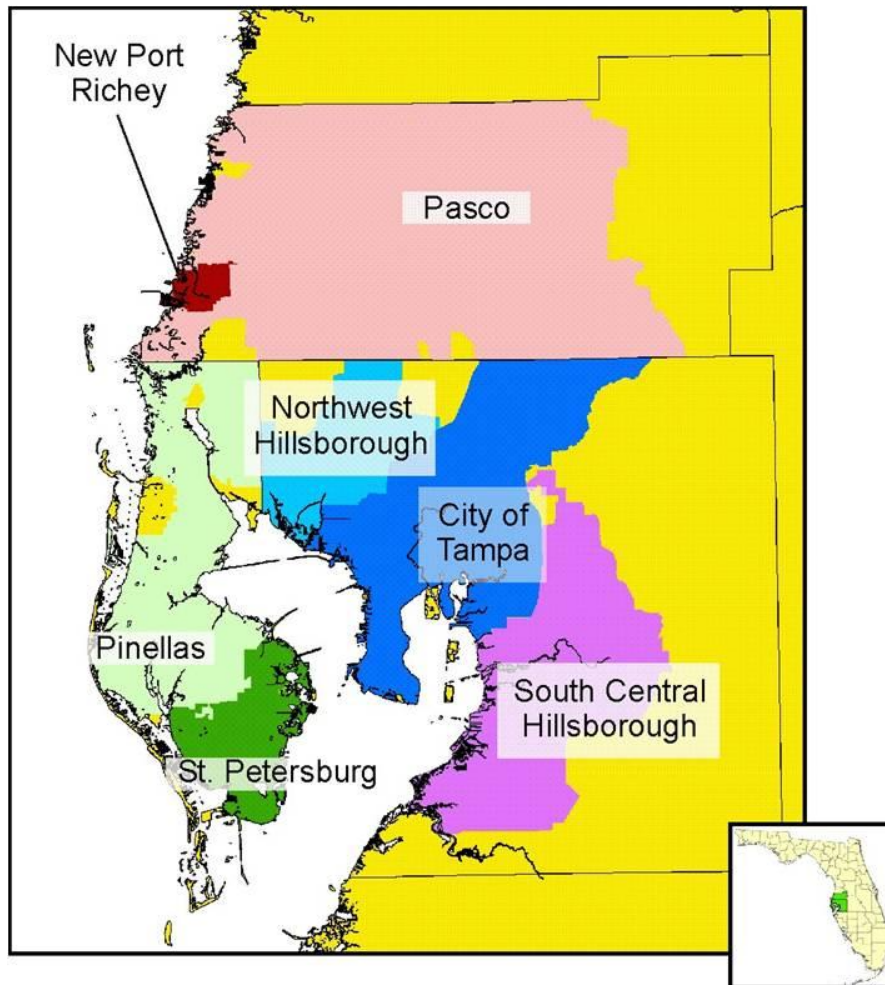 New Port
Richey
Pasco
Northwest
Hillsborough
City of
Tampa
Pinellas
South Central
Hillsborough
St. Petersburg